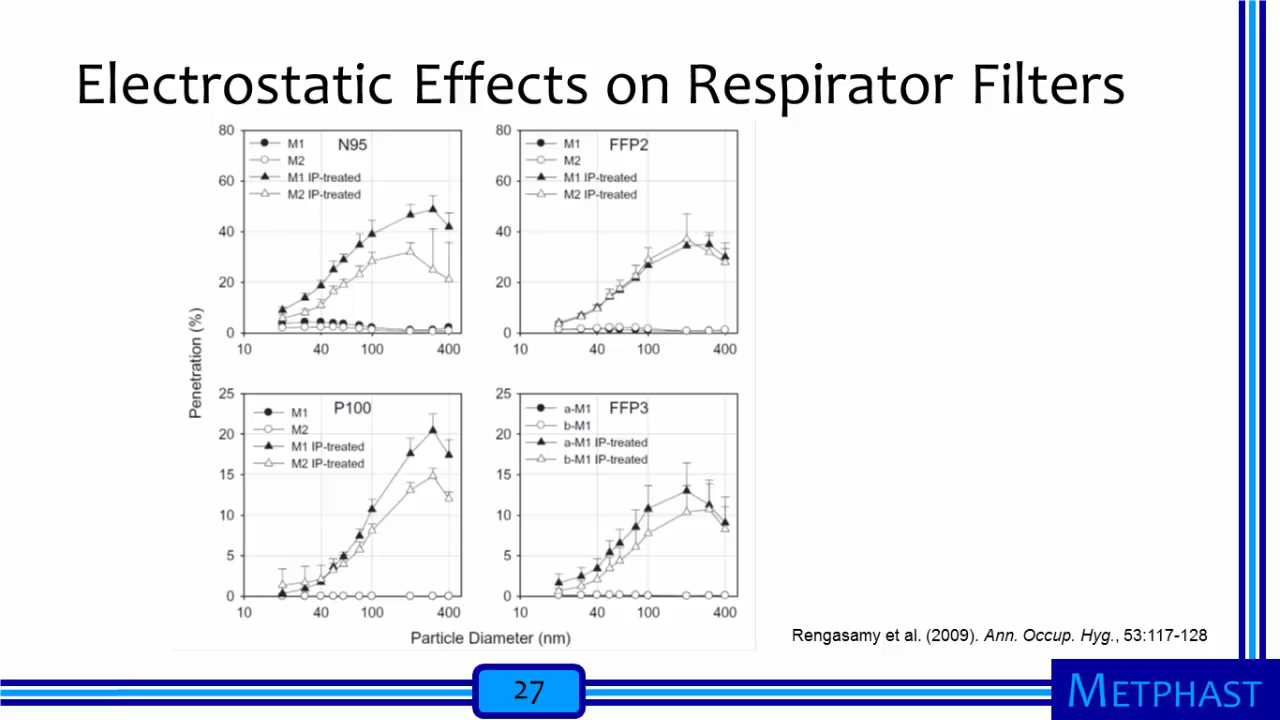 Electrostatic Effects on Respirator Filters
80
60
40
20
0
M1
M2
M1 IP-treated
M2 IP-treated
N95
10
40
100
400
80
60
40
20
0
M1
M2
M1 IP-treated
M2 IP-treated
FFP2
10
40
100
400
Penetration (%)
25
20
15
10
5
0
M1
M2
M1 IP-treated
M2 IP-treated
P100
10
40
100
400
25
20
15
10
5
0
a-M1
b-M1
a-M1 IP-treated
b-M1 IP-treated
FFP3
10
40
100
400
Particle Diameter (nm)
Rengasamy et al. (2009). Ann. Occup. Hyg., 53:117-128
27
METPHAST